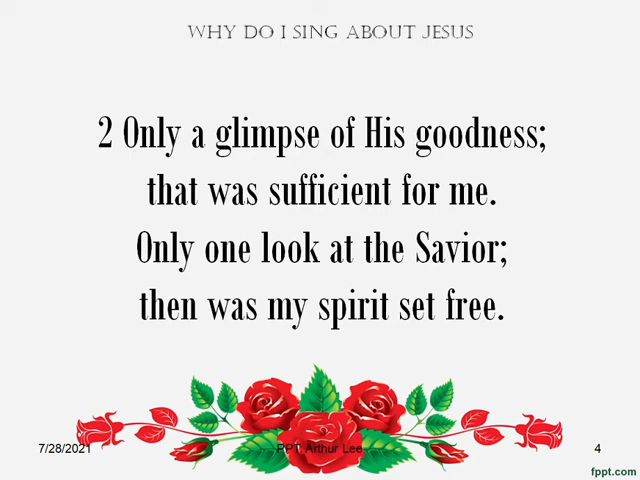 WHY DO I SING ABOUT JESUS
2 Only a glimpse of His goodness;
that was sufficient for me.
Only one look at the Savior;
then was my spirit set free.
7/28/2021
PPT Arthur Lee
4
fppt.com